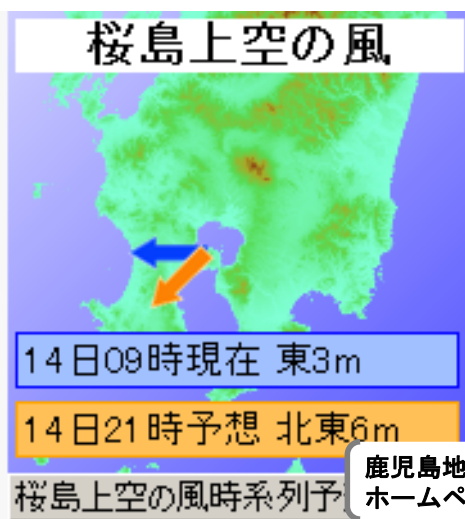 桜島上空の風
14日09時現在 東3m
14日21時予想 北東6m
桜島上空の風時系列予
鹿児島地
ホームペ